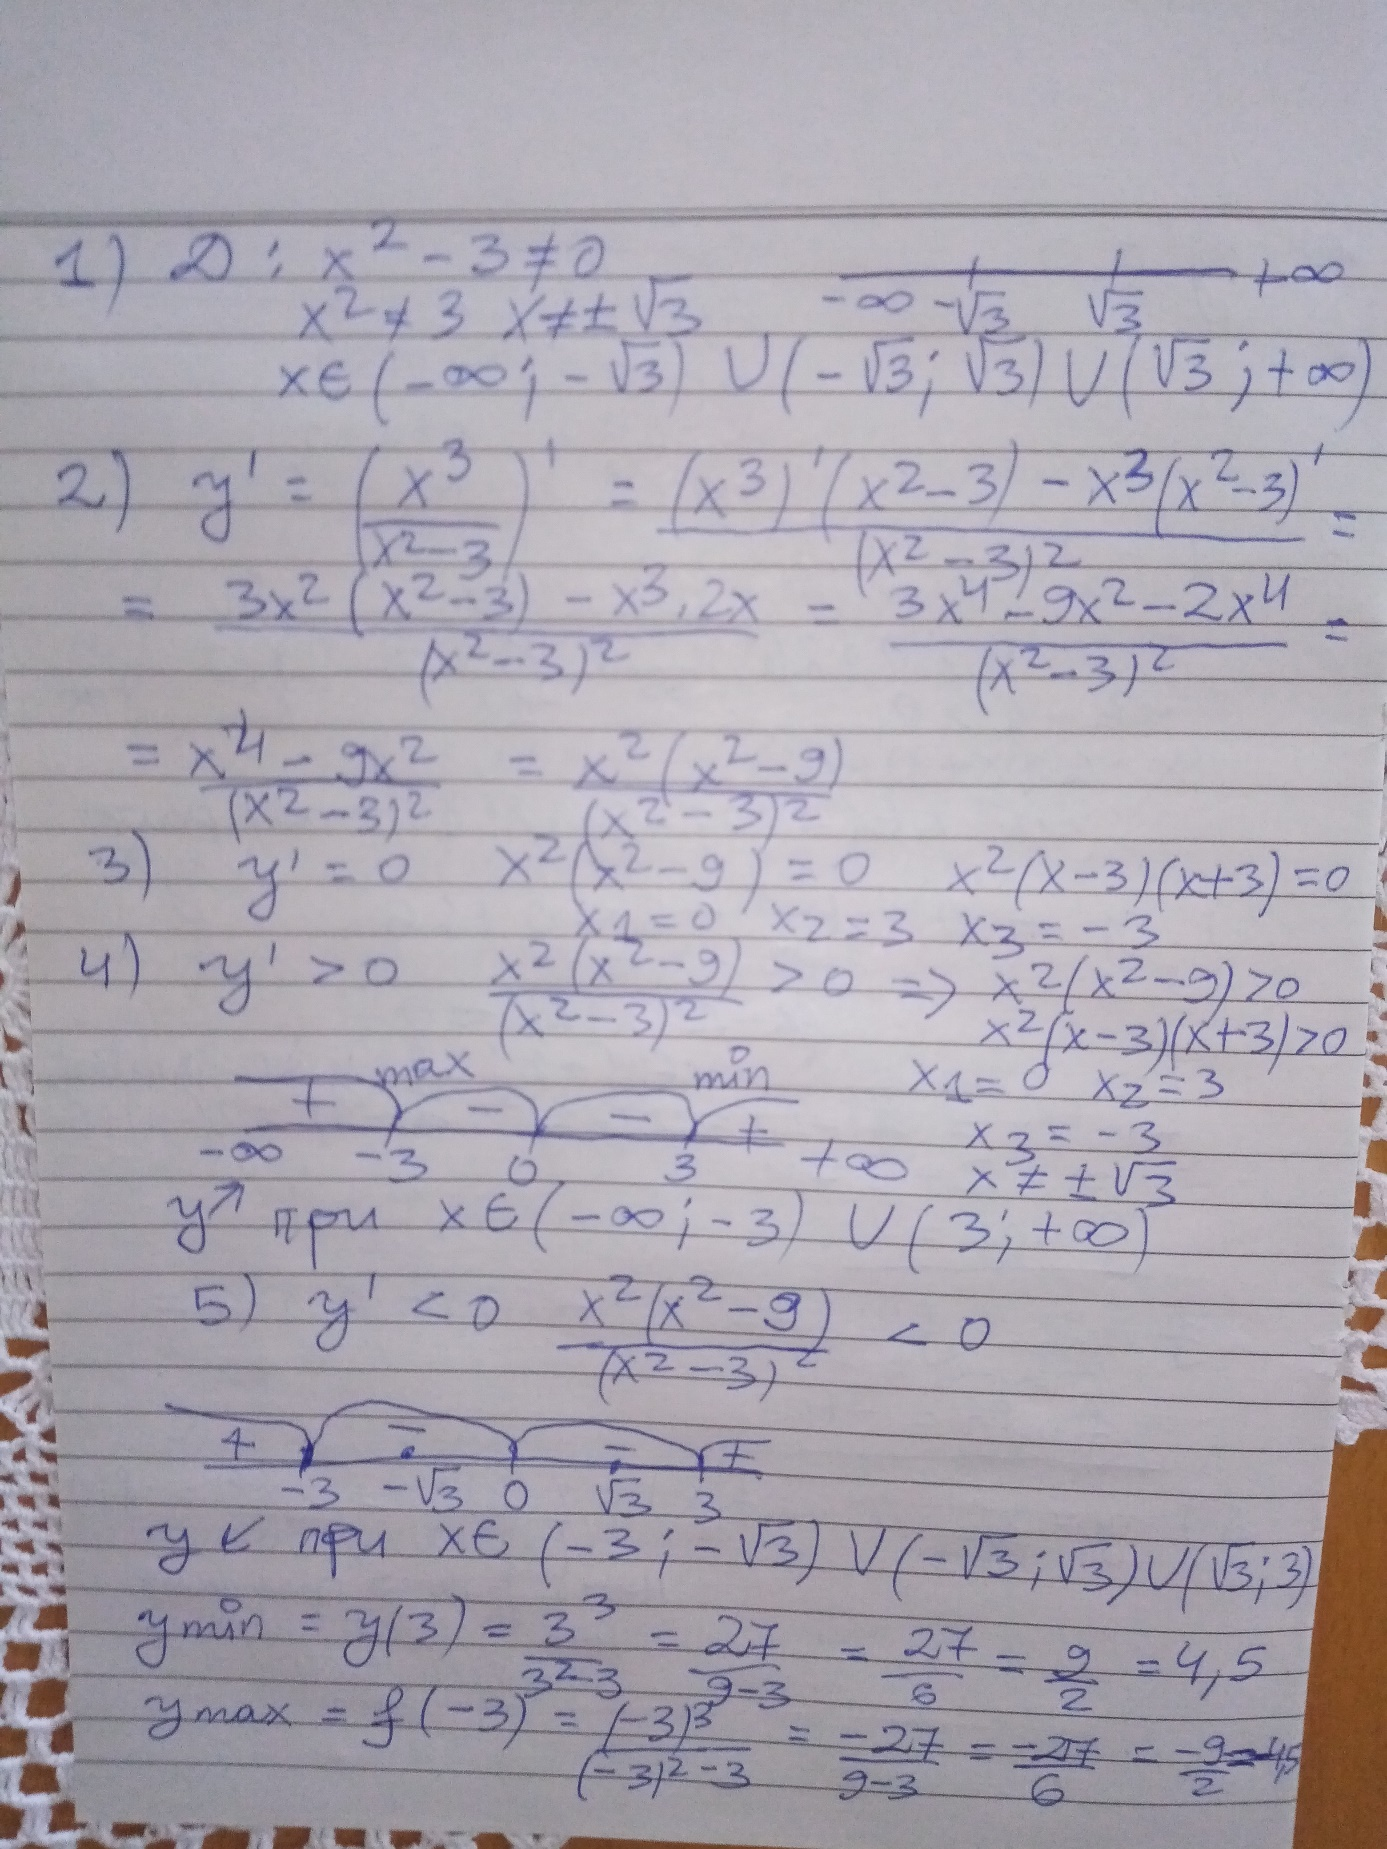 1) D: x² - 3 ≠ 0
x² ≠ 3 x ≠ ± √3 -∞ -√3 √3 +∞
x ∈ (-∞; -√3) ∪ (-√3; √3) ∪ (√3; +∞)
2) y' = (x³/(x²-3))' = ((x³)'(x²-3) - x³(x²-3)')/(x²-3)² =
= (3x²(x²-3) - x³·2x)/(x²-3)² = (3x⁴-9x²-2x⁴)/(x²-3)² =
= (x⁴-9x²)/(x²-3)² = x²(x²-9)/(x²-3)²
3) y' = 0 x²(x²-9) = 0 x²(x-3)(x+3)=0
x1=0 x2=3 x3=-3
4) y' > 0 x²(x²-9)/(x²-3)² > 0 => x²(x²-9)>0
x²(x-3)(x+3)>0
+ max - - min + x1=0 x2=3
x3=-3
-∞ -3 0 3 +∞ x ≠ ±√3
y↗ при x∈(-∞;-3) ∪ (3;+∞)
5) y' < 0 x²(x²-9)/(x²-3)² < 0
+ - - +
-3 -√3 0 √3 3
y↙ при x∈ (-3;-√3) ∪ (-√3;√3) ∪ (√3;3)
ymin = y(3) = 3³/(3²-3) = 27/(9-3) = 27/6 = 9/2 = 4,5
ymax = f(-3) = (-3)³/((-3)²-3) = -27/(9-3) = -27/6 = -9/2 = -4,5